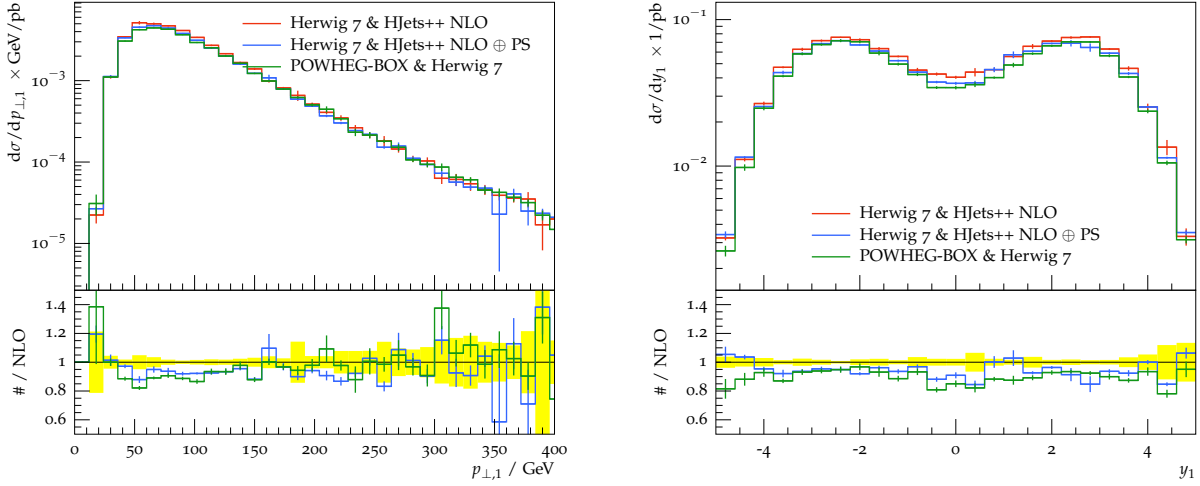 Herwig 7 & HJets++ NLO
Herwig 7 & HJets++ NLO ⊕ PS
POWHEG-BOX & Herwig 7
10−3
10−4
10−5
dσ/dp⊥,1 × GeV/pb
1.4
1.2
1
0.8
0.6
# / NLO
0 50 100 150 200 250 300 350 400
p⊥,1 / GeV
10−1
10−2
dσ/dy1 × 1/pb
Herwig 7 & HJets++ NLO
Herwig 7 & HJets++ NLO ⊕ PS
POWHEG-BOX & Herwig 7
1.4
1.2
1
0.8
0.6
# / NLO
-4 -2 0 2 4
y1